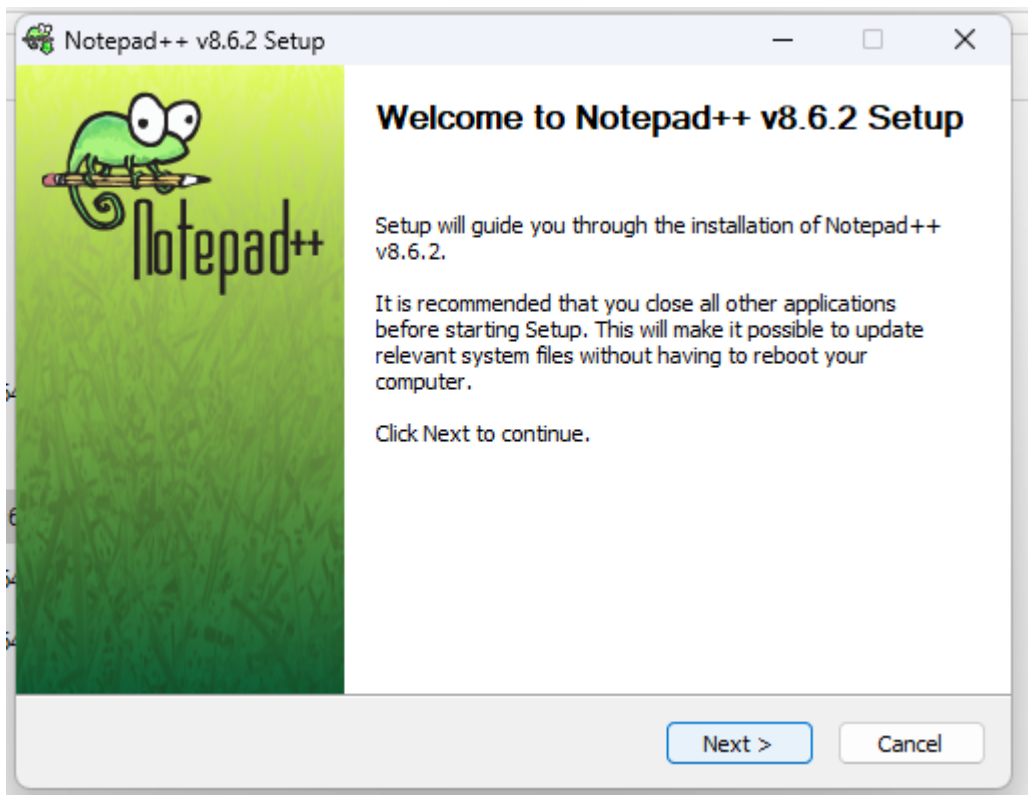 Notepad++ v8.6.2 Setup
Notepad++
Welcome to Notepad++ v8.6.2 Setup
Setup will guide you through the installation of Notepad++
v8.6.2.
It is recommended that you close all other applications
before starting Setup. This will make it possible to update
relevant system files without having to reboot your
computer.
Click Next to continue.
Next >
Cancel